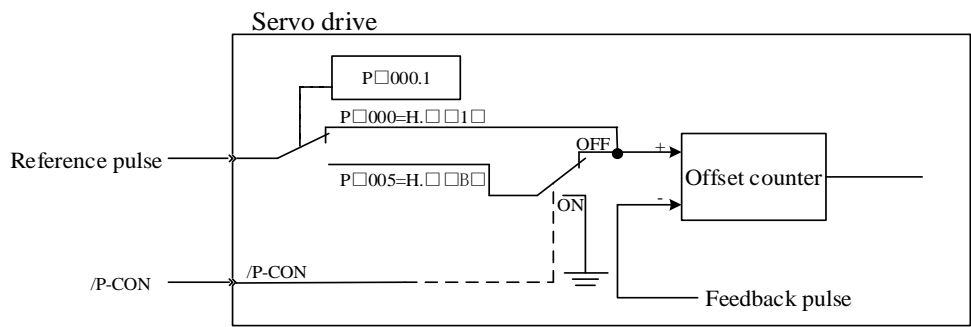 Servo drive
P□000.1
P□000=H.□□1□
Reference pulse
OFF
+
P□005=H.□□B□
Offset counter
ON
-
/P-CON
/P-CON
Feedback pulse